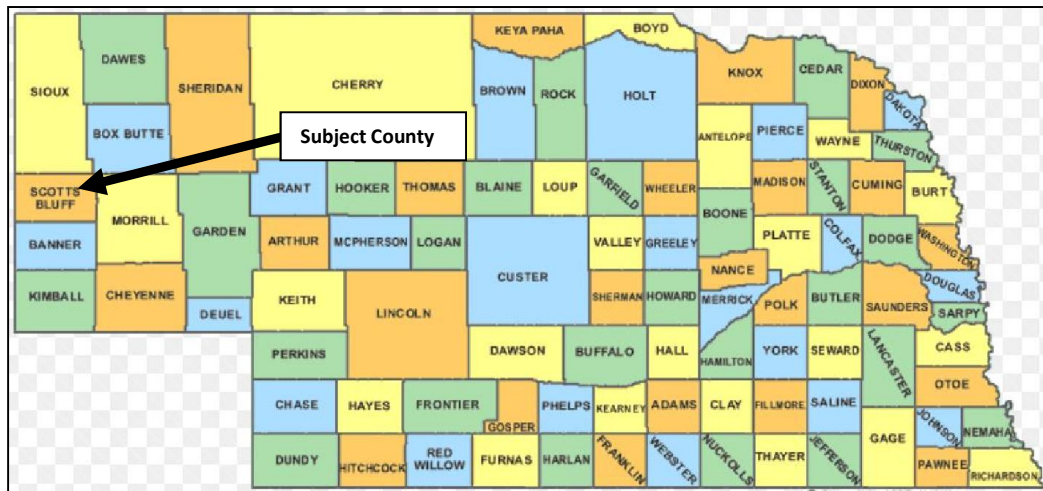 KEYA PAHA
BOYD
DAWES
KNOX
CEDAR
DIXON
SIOUX
SHERIDAN
CHERRY
BROWN
ROCK
HOLT
DAKOTA
BOX BUTTE
Subject County
ANTELOPE
PIERCE
WAYNE
THURSTON
SCOTTS
BLUFF
GRANT
HOOKER
THOMAS
BLAINE
LOUP
GARFIELD
WHEELER
MADISON
STANTON
CUMING
BURT
MORRILL
GARDEN
BOONE
BANNER
ARTHUR
MCPHERSON
LOGAN
VALLEY
GREELEY
PLATTE
COLFAX
DODGE
WASHINGTON
CUSTER
NANCE
KIMBALL
CHEYENNE
DEUEL
KEITH
LINCOLN
SHERMAN
HOWARD
MERRICK
POLK
BUTLER
SAUNDERS
DOUGLAS
SARPY
PERKINS
DAWSON
BUFFALO
HALL
HAMILTON
YORK
SEWARD
LANCASTER
CASS
OTOE
CHASE
HAYES
FRONTIER
GOSPER
PHELPS
KEARNEY
ADAMS
CLAY
FILLMORE
SALINE
JOHNSON
NEMAHA
GAGE
DUNDY
HITCHCOCK
RED
WILLOW
FURNAS
HARLAN
FRANKLIN
WEBSTER
NUCKOLLS
THAYER
JEFFERSON
PAWNEE
RICHARDSON